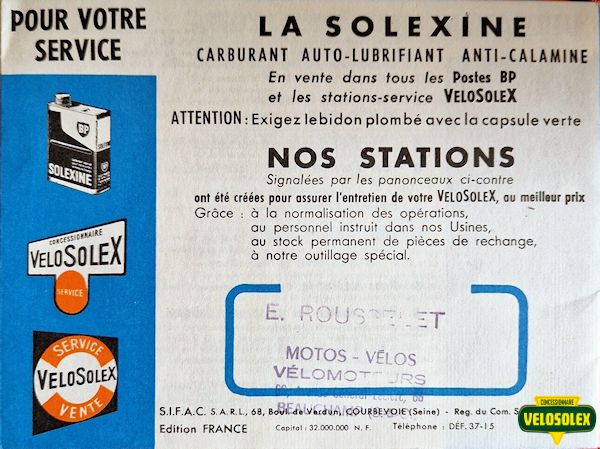 POUR VOTRE
SERVICE
BP
SOLEXINE
CONCESSIONNAIRE
VELOSOLEX
SERVICE
SERVICE
VELOSOLEX
VENTE
LA SOLEXINE
CARBURANT AUTO-LUBRIFIANT ANTI-CALAMINE
En vente dans tous les Postes BP
et les stations-service VELOSOLEX
ATTENTION : Exigez lebidon plombé avec la capsule verte
NOS STATIONS
Signalées par les panonceaux ci-contre
ont été créées pour assurer l'entretien de votre VELOSOLEX, au meilleur prix
Grâce : à la normalisation des opérations,
au personnel instruit dans nos Usines,
au stock permanent de pièces de rechange,
à notre outillage spécial.
E. ROUSSELET
MOTOS - VÉLOS
VÉLOMOTEURS
BEAUCHAMP
S.I.F.A.C. S.A.R.L., 68, Boul. de Verdun, COURBEVOIE (Seine) - Reg. du Com. S
Edition FRANCE Capital : 32.000.000 N. F. Téléphone : DÉF. 37-15
CONCESSIONNAIRE
VELOSOLEX